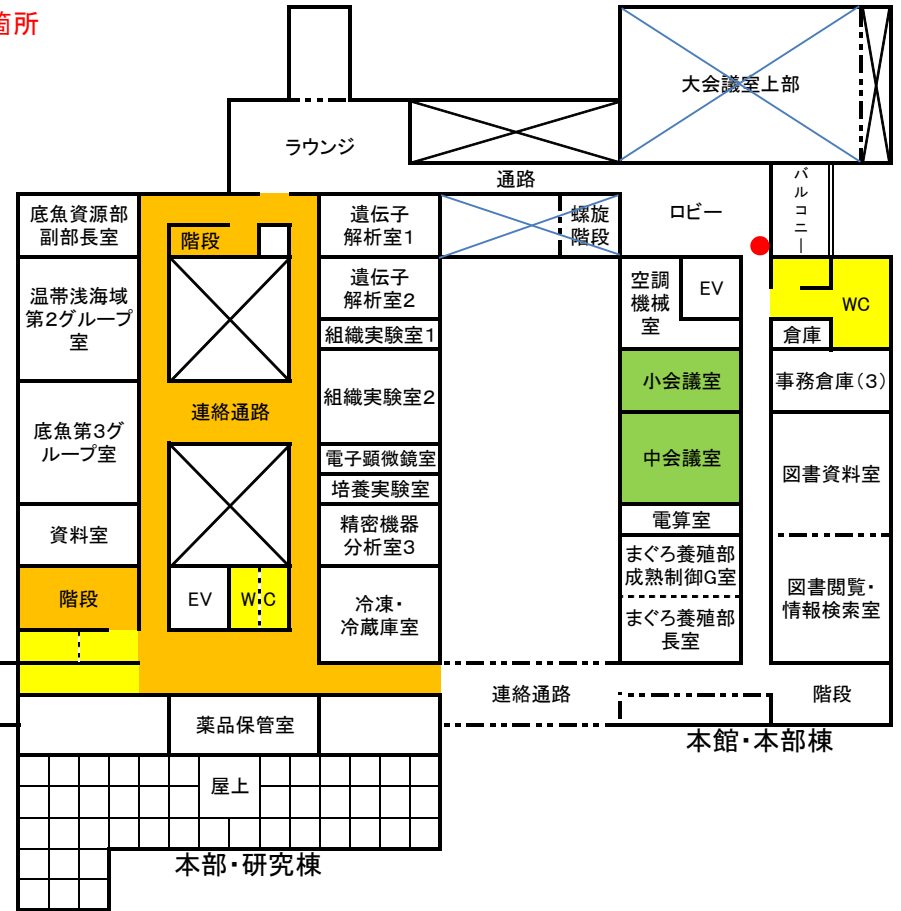 箇所
大会議室上部
ラウンジ
通路
バルコニー
ロビー
底魚資源部
副部長室
階段
遺伝子
解析室1
螺旋
階段
温帯浅海域
第2グループ
室
遺伝子
解析室2
空調
機械
室
EV
WC
組織実験室1
倉庫
組織実験室2
小会議室
事務倉庫(3)
連絡通路
底魚第3グ
ループ室
電子顕微鏡室
中会議室
図書資料室
培養実験室
資料室
精密機器
分析室3
電算室
まぐろ養殖部
成熟制御G室
階段
EV
WC
冷凍・
冷蔵庫室
まぐろ養殖部
長室
図書閲覧・
情報検索室
連絡通路
階段
薬品保管室
本館・本部棟
屋上
本部・研究棟